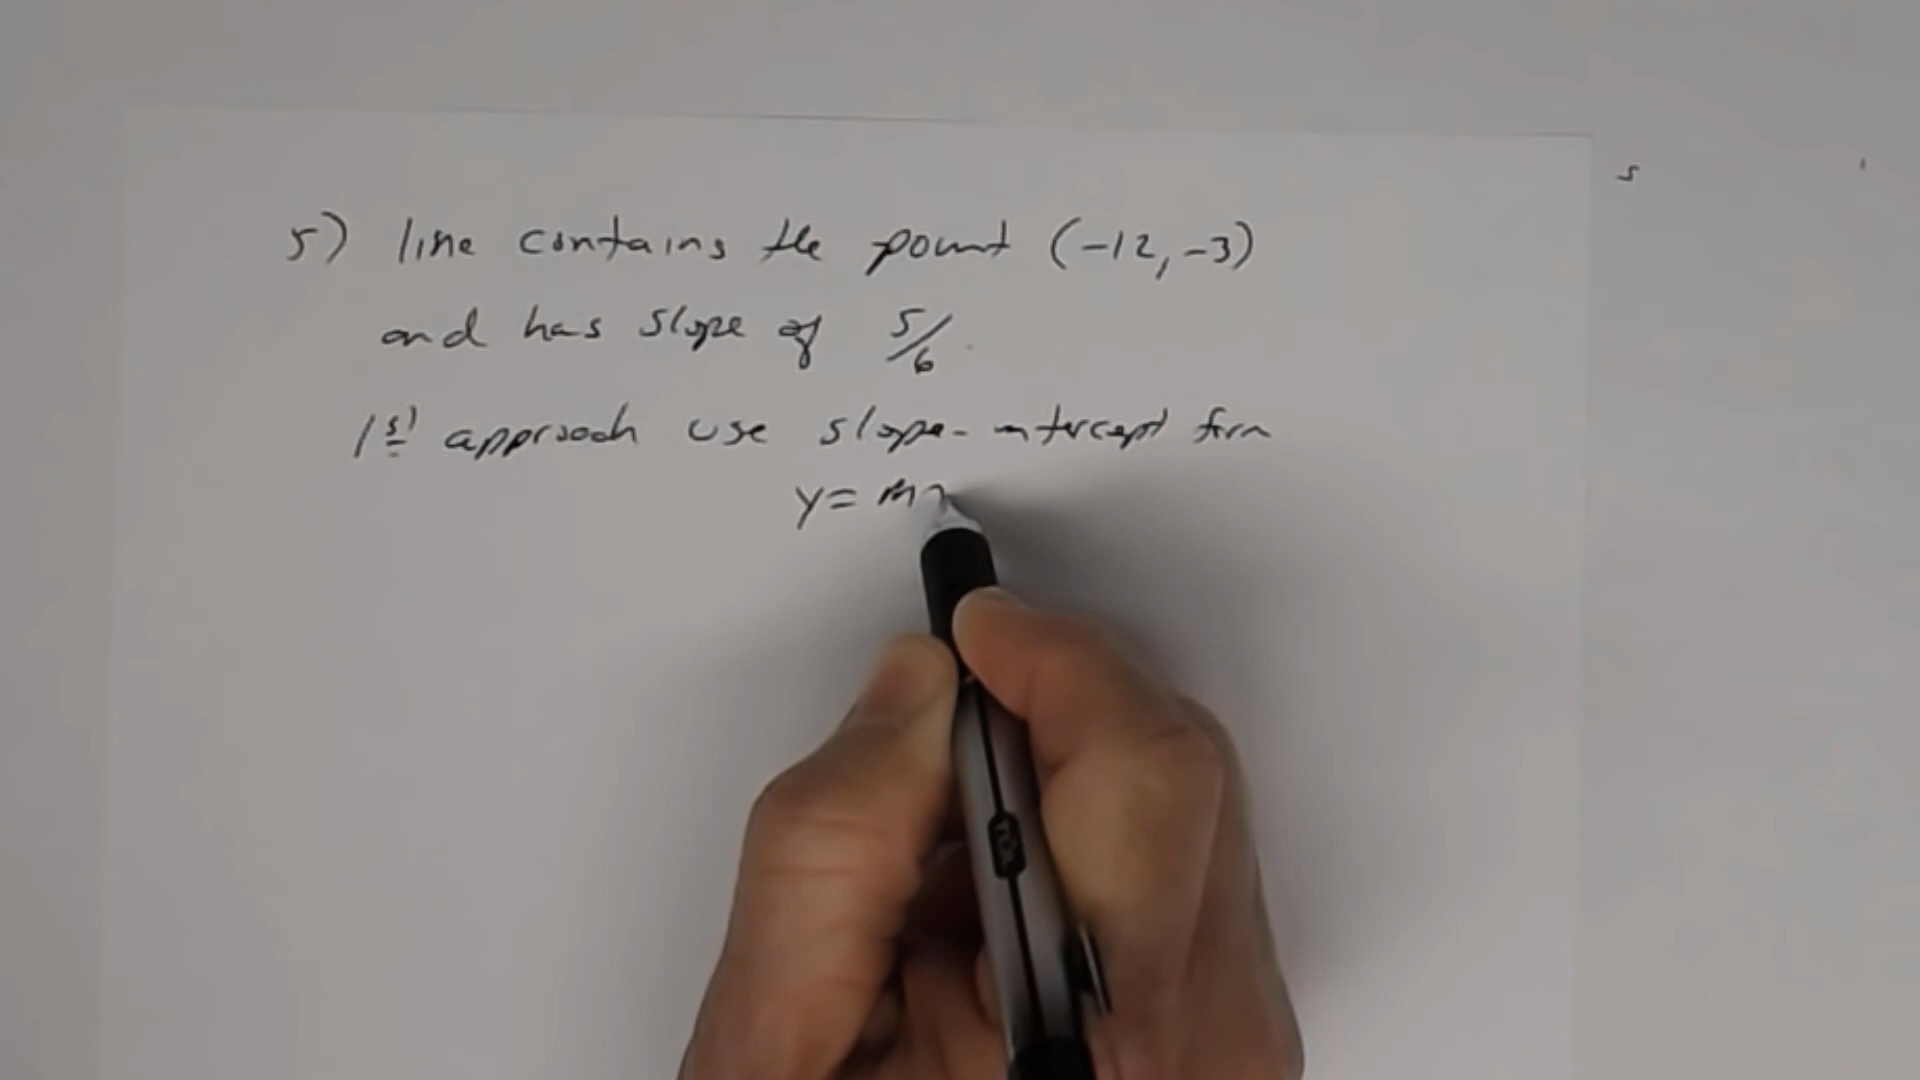 5) line contains the point (-12, -3)
and has slope of 5/6
1st approach use slope-intercept form
y = m
s